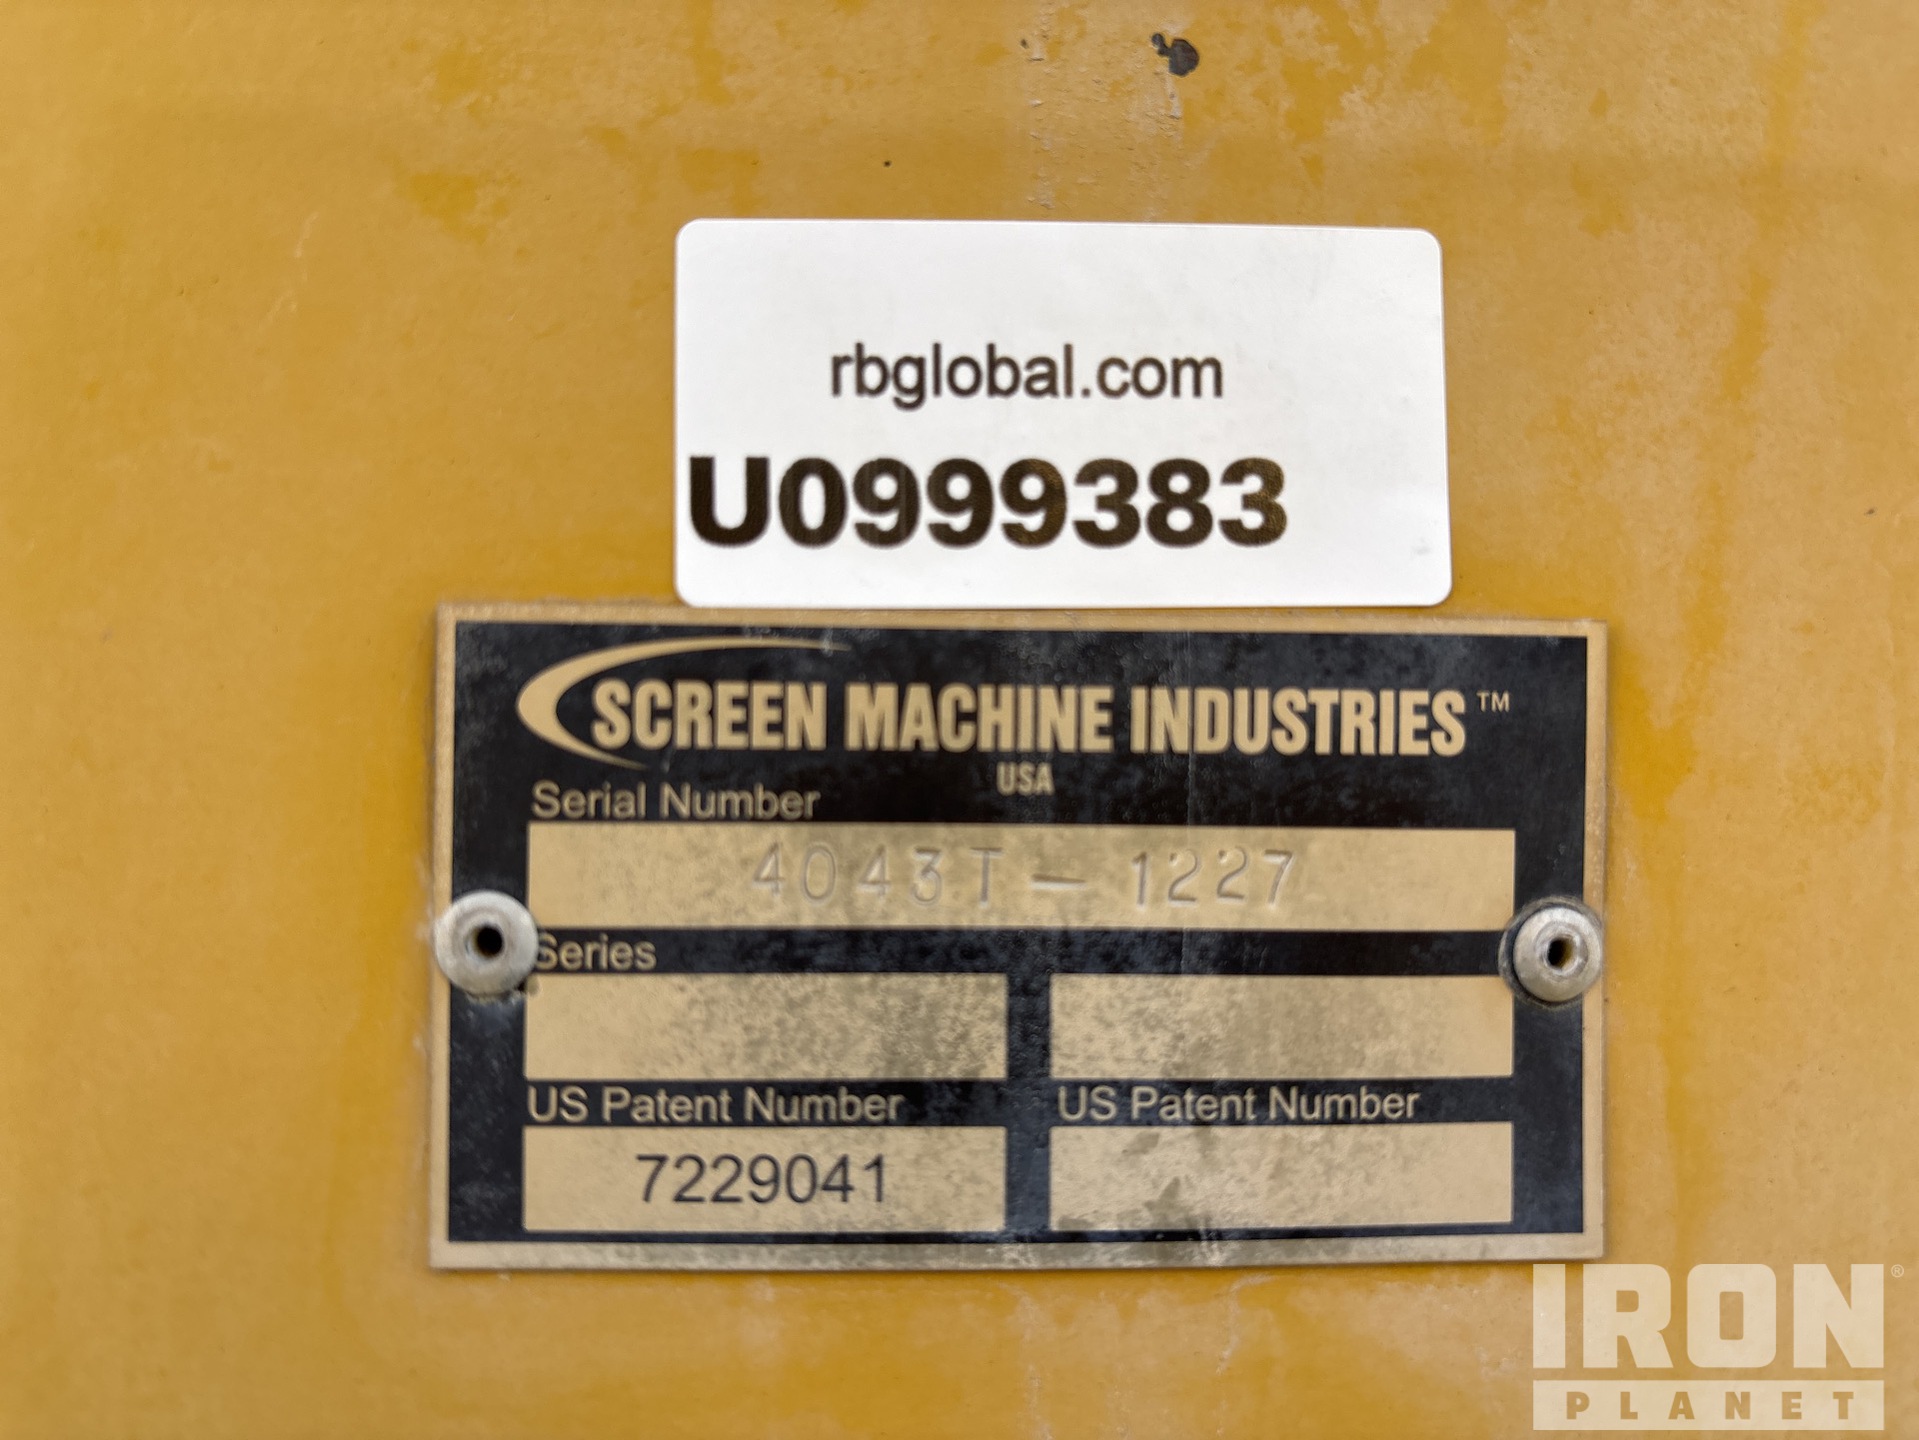 rbglobal.com
U0999383
SCREEN MACHINE INDUSTRIES™
USA
Serial Number
4043T-1227
Series
US Patent Number
7229041
US Patent Number
IRON®
PLANET